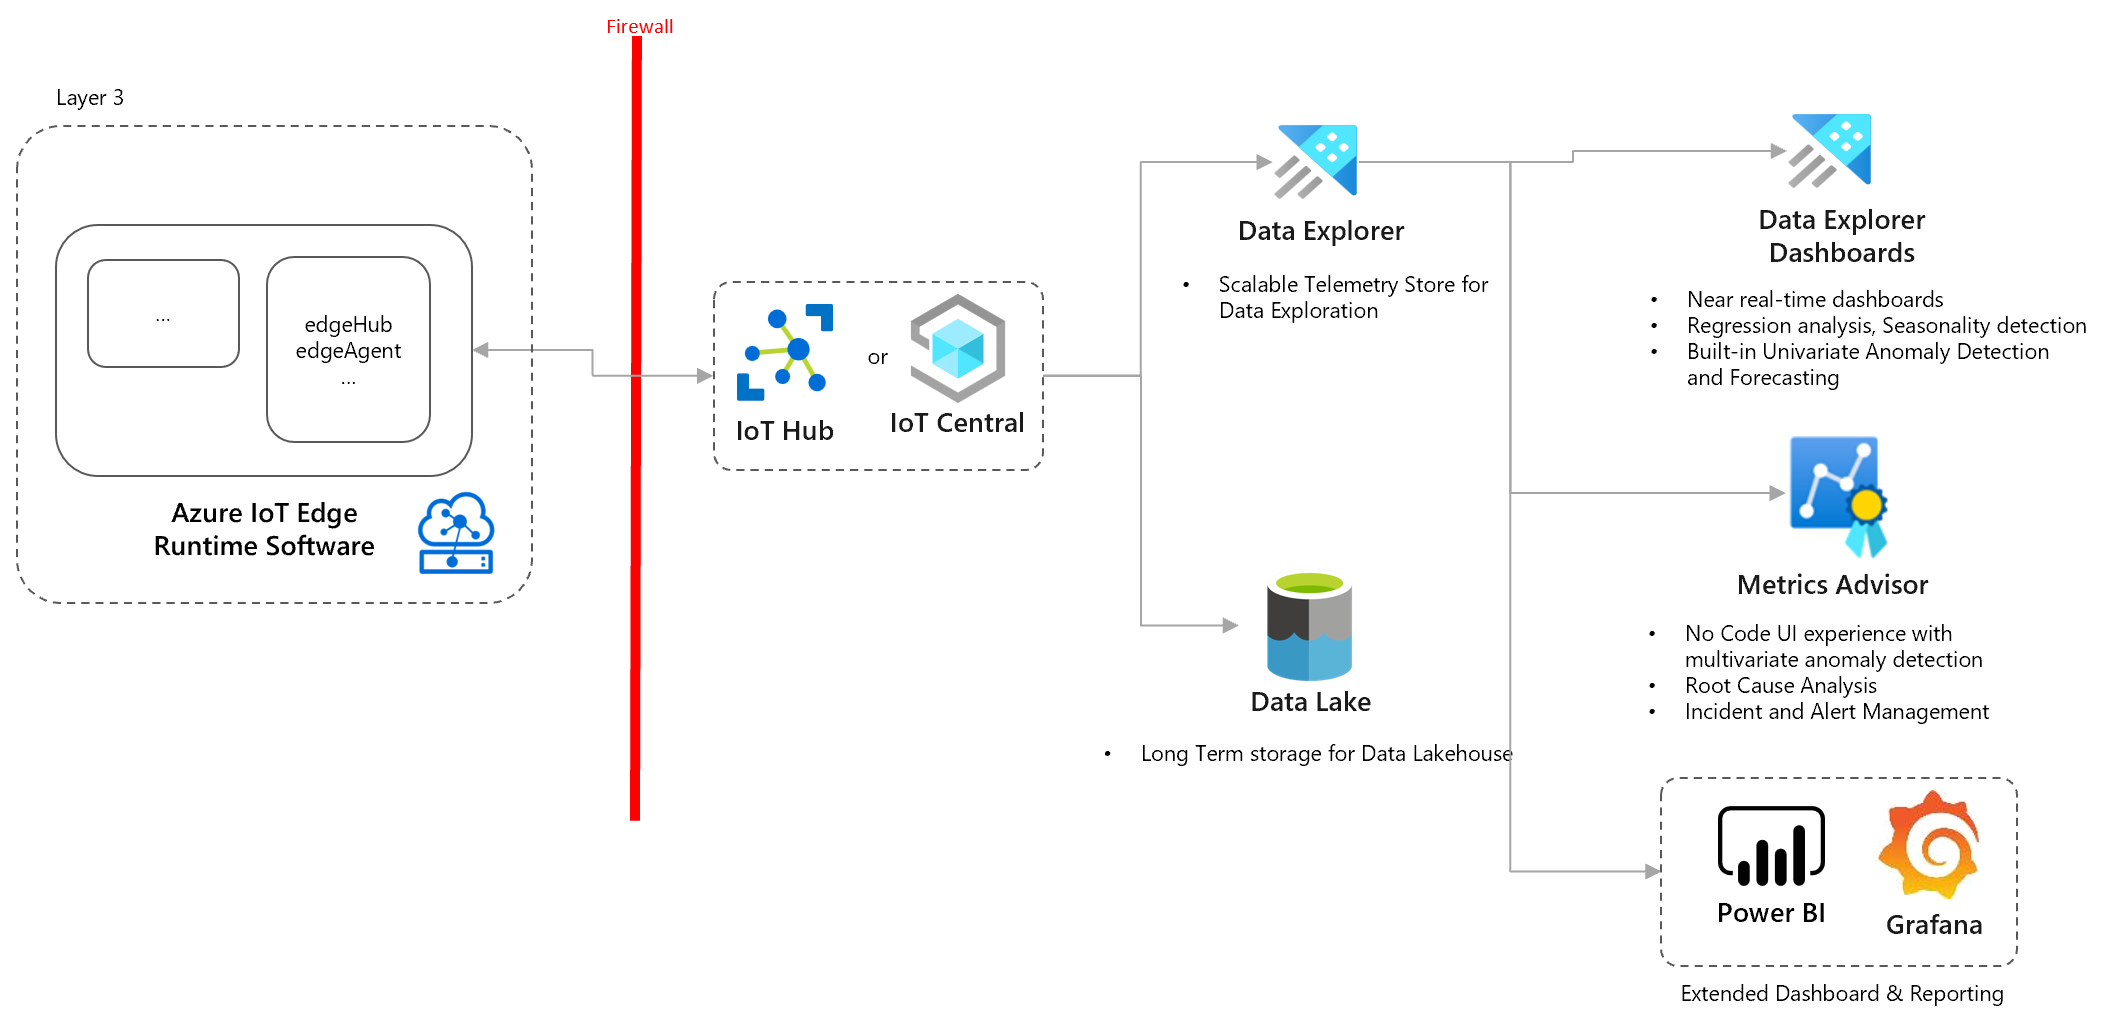 Firewall
Layer 3
...
edgeHub
edgeAgent
...
Azure IoT Edge
Runtime Software
IoT Hub
or
IoT Central
Data Explorer
• Scalable Telemetry Store for
Data Exploration
Data Lake
• Long Term storage for Data Lakehouse
Data Explorer
Dashboards
• Near real-time dashboards
• Regression analysis, Seasonality detection
• Built-in Univariate Anomaly Detection
and Forecasting
Metrics Advisor
• No Code UI experience with
multivariate anomaly detection
• Root Cause Analysis
• Incident and Alert Management
Power BI
Grafana
Extended Dashboard & Reporting